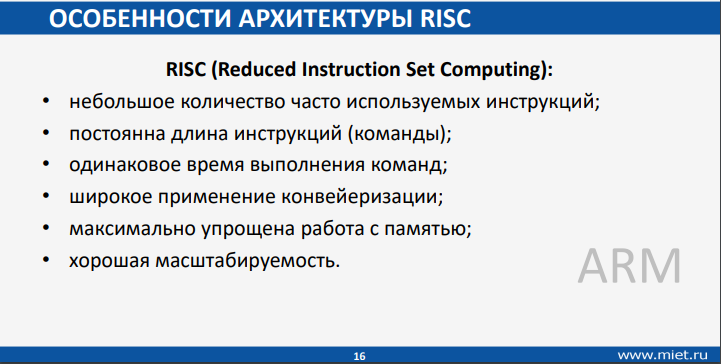 ОСОБЕННОСТИ АРХИТЕКТУРЫ RISC
RISC (Reduced Instruction Set Computing):
• небольшое количество часто используемых инструкций;
• постоянна длина инструкций (команды);
• одинаковое время выполнения команд;
• широкое применение конвейеризации;
• максимально упрощена работа с памятью;
• хорошая масштабируемость.
ARM
16
www.miet.ru